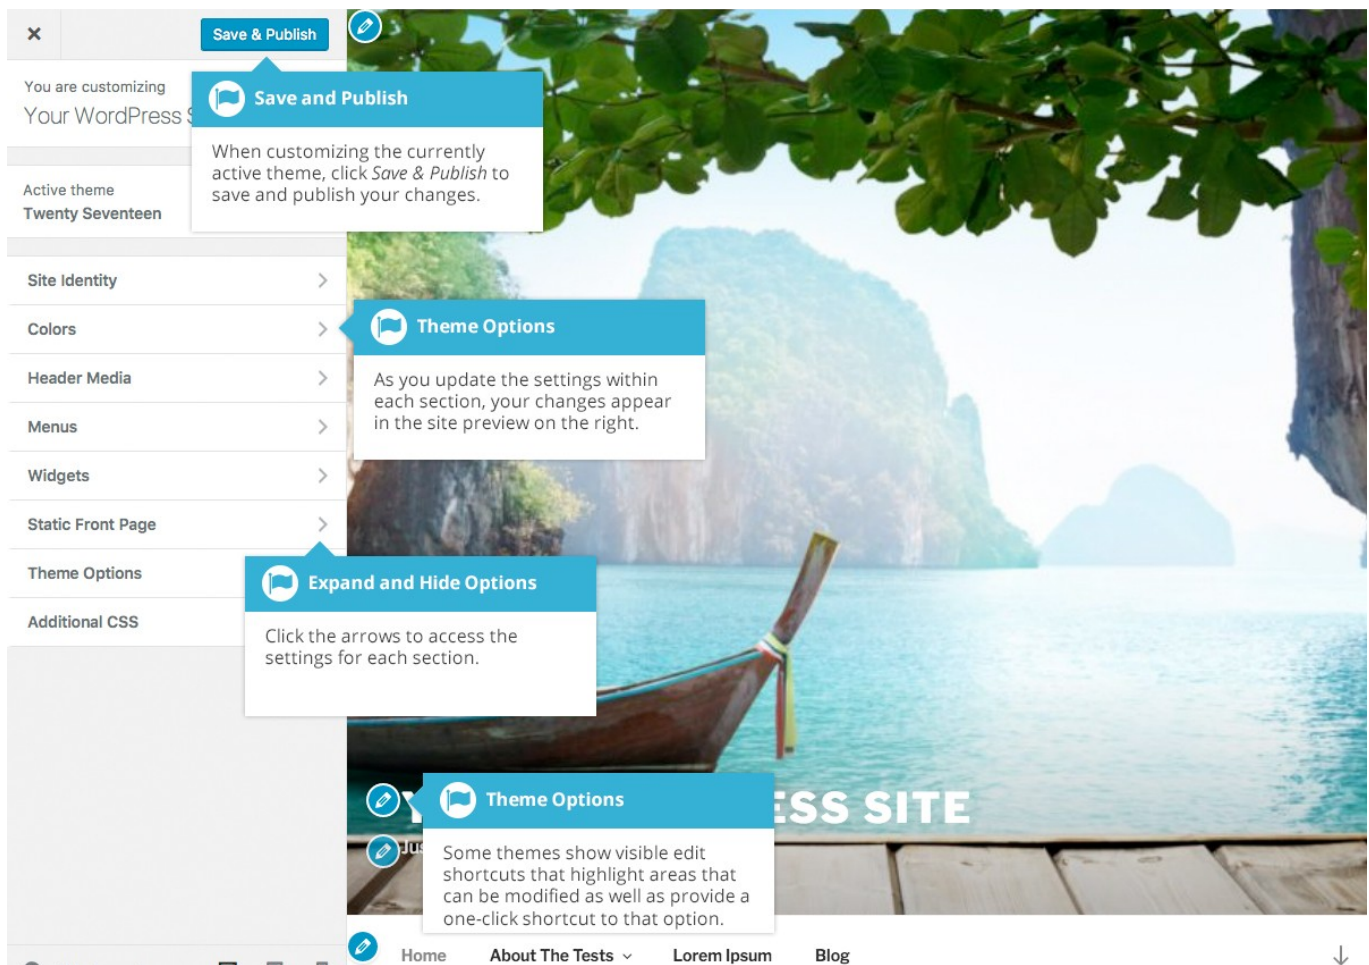 Save & Publish
You are customizing
Your WordPress
Save and Publish
When customizing the currently
active theme, click Save & Publish to
save and publish your changes.
Active theme
Twenty Seventeen
Site Identity
Colors
Header Media
Menus
Widgets
Static Front Page
Theme Options
Additional CSS
Theme Options
As you update the settings within
each section, your changes appear
in the site preview on the right.
Expand and Hide Options
Click the arrows to access the
settings for each section.
ESS SITE
Theme Options
Some themes show visible edit
shortcuts that highlight areas that
can be modified as well as provide a
one-click shortcut to that option.
Home About The Tests Lorem Ipsum Blog